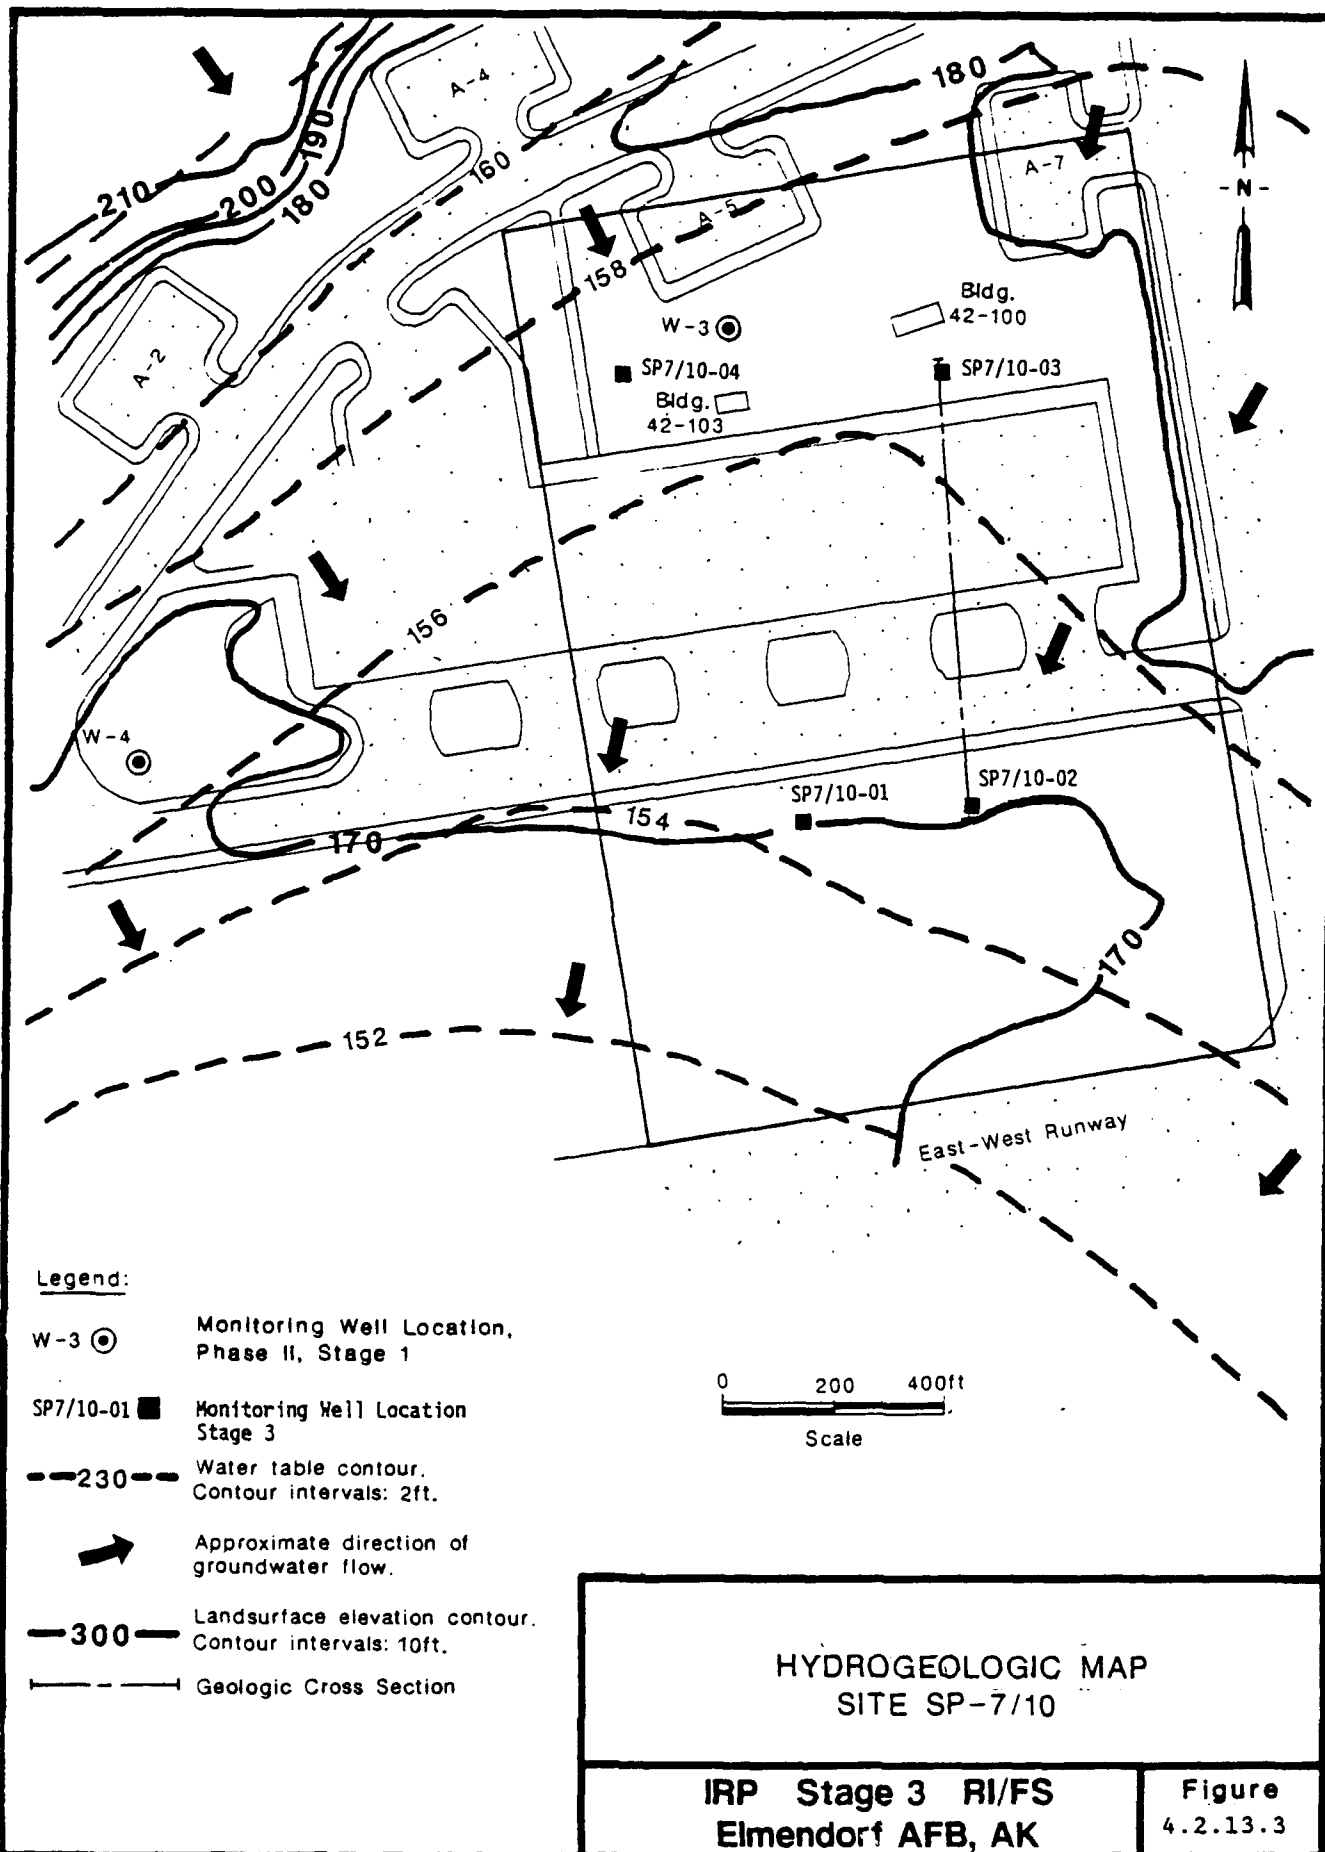 A-4
180
190
210
200
180
160
A-7
- N -
A-5
158
Bldg.
42-100
W-3
SP7/10-04
SP7/10-03
A-2
Bldg.
42-103
156
W-4
SP7/10-02
SP7/10-01
154
170
170
152
East-West Runway
Legend:
W-3
Monitoring Well Location,
Phase II, Stage 1
SP7/10-01
Monitoring Well Location
Stage 3
230
Water table contour.
Contour intervals: 2ft.
Approximate direction of
groundwater flow.
300
Landsurface elevation contour.
Contour intervals: 10ft.
Geologic Cross Section
0 200 400ft
Scale
HYDROGEOLOGIC MAP
SITE SP-7/10
IRP Stage 3 RI/FS
Elmendorf AFB, AK
Figure
4.2.13.3